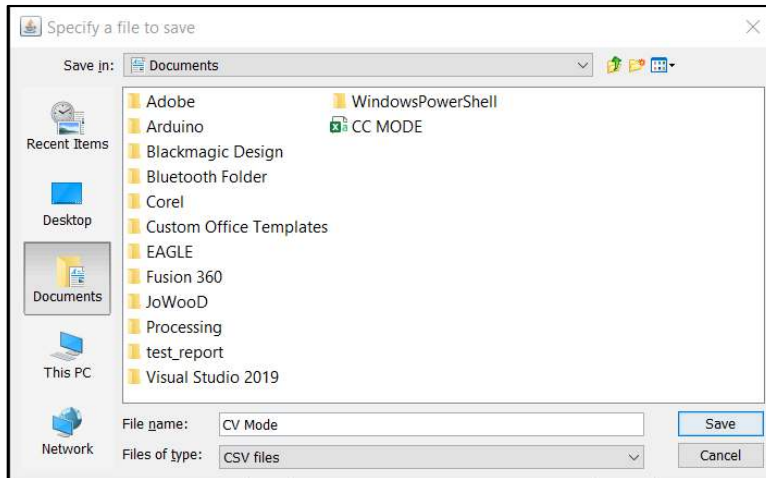 Specify a file to save
Save in: Documents
Recent Items
Desktop
Documents
This PC
Network
Adobe
Arduino
Blackmagic Design
Bluetooth Folder
Corel
Custom Office Templates
EAGLE
Fusion 360
JoWooD
Processing
test_report
Visual Studio 2019
WindowsPowerShell
CC MODE
File name: CV Mode
Save
Files of type: CSV files
Cancel